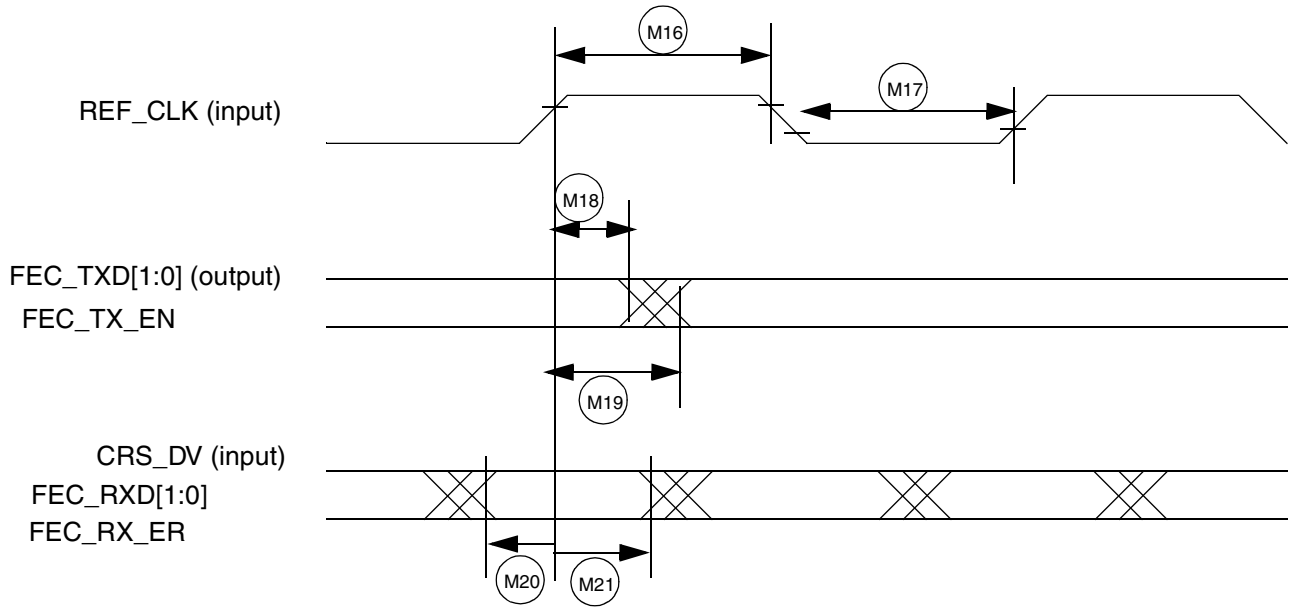 M16
REF_CLK (input)
M17
M18
FEC_TXD[1:0] (output)
FEC_TX_EN
M19
CRS_DV (input)
FEC_RXD[1:0]
FEC_RX_ER
M20
M21